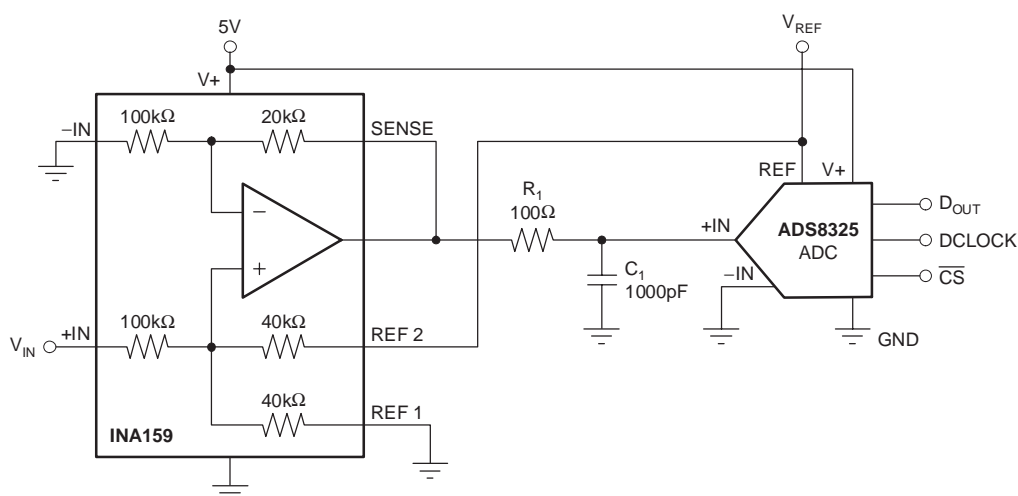 5V
V+
VREF
100kΩ
20kΩ
–IN
SENSE
REF
V+
R1
100Ω
+IN
ADS8325
ADC
DOUT
DCLOCK
CS
–IN
C1
1000pF
–
+
VIN
+IN
100kΩ
40kΩ
REF 2
GND
40kΩ
REF 1
INA159